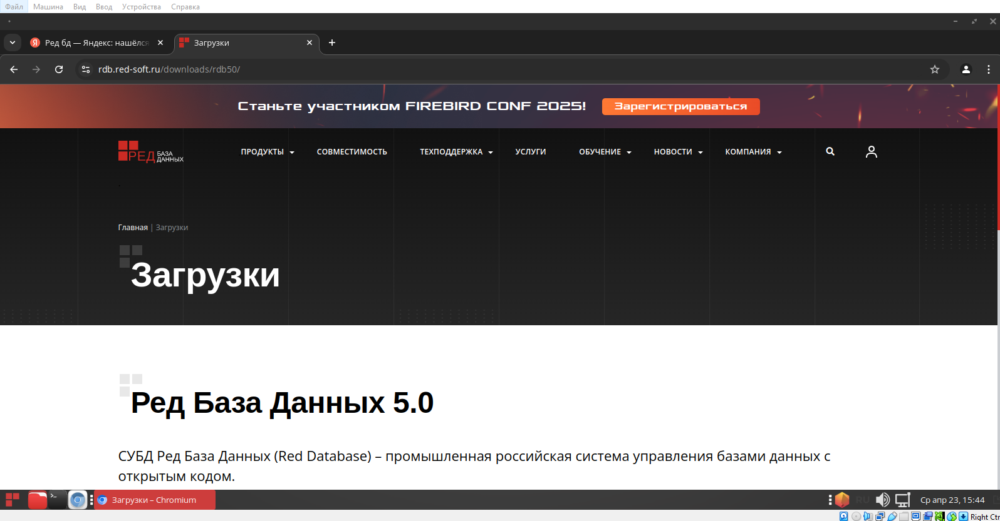 Файл Машина Вид Ввод Устройства Справка
Ред бд — Яндекс: нашёлся
Загрузки
rdb.red-soft.ru/downloads/rdb50/
Станьте участником FIREBIRD CONF 2025! Зарегистрироваться
РЕД БАЗА ДАННЫХ
ПРОДУКТЫ СОВМЕСТИМОСТЬ ТЕХПОДДЕРЖКА УСЛУГИ ОБУЧЕНИЕ НОВОСТИ КОМПАНИЯ
Главная | Загрузки
Загрузки
Ред База Данных 5.0
СУБД Ред База Данных (Red Database) – промышленная российская система управления базами данных с
открытым кодом.
Загрузки – Chromium
RU
Ср апр 23, 15:44
Right Ctr